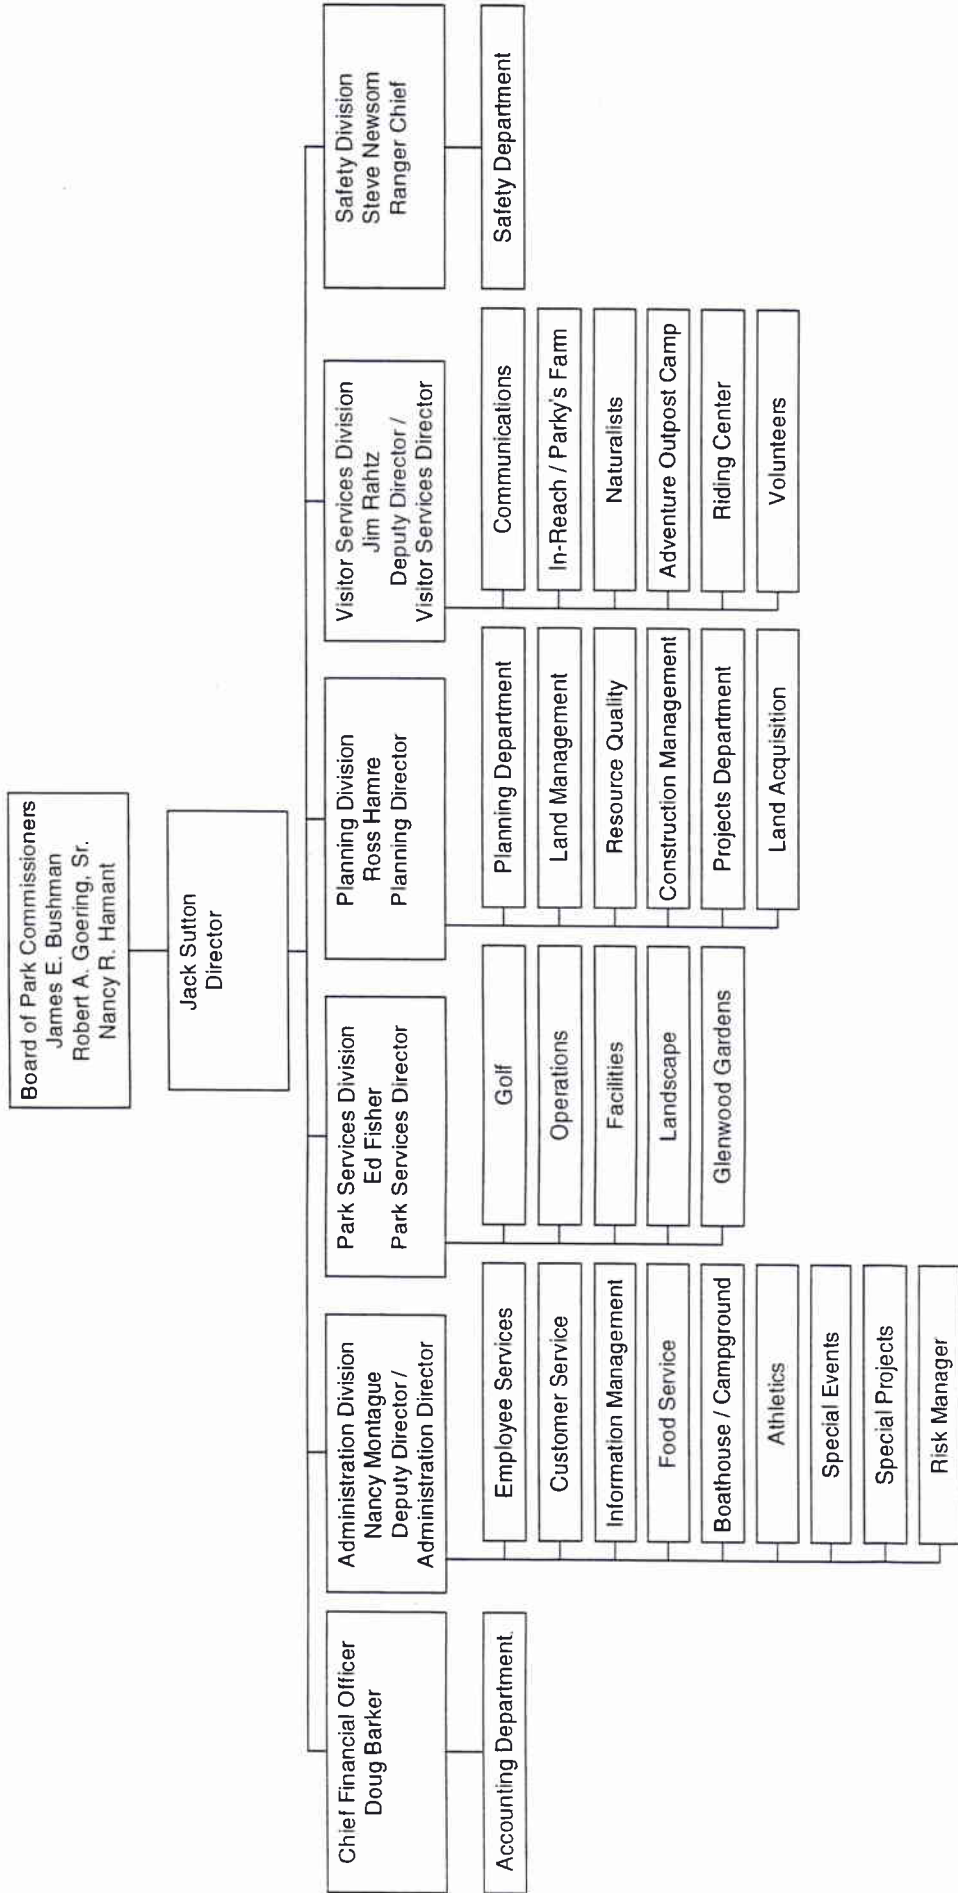 Board of Park Commissioners
James E. Bushman
Robert A. Goering, Sr.
Nancy R. Hamant
Jack Sutton
Director
Chief Financial Officer
Doug Barker
Accounting Department
Administration Division
Nancy Montague
Deputy Director /
Administration Director
Employee Services
Customer Service
Information Management
Food Service
Boathouse / Campground
Athletics
Special Events
Special Projects
Risk Manager
Park Services Division
Ed Fisher
Park Services Director
Golf
Operations
Facilities
Landscape
Glenwood Gardens
Planning Division
Ross Hamre
Planning Director
Planning Department
Land Management
Resource Quality
Construction Management
Projects Department
Land Acquisition
Visitor Services Division
Jim Rahtz
Deputy Director /
Visitor Services Director
Communications
In-Reach / Parky's Farm
Naturalists
Adventure Outpost Camp
Riding Center
Volunteers
Safety Division
Steve Newsom
Ranger Chief
Safety Department